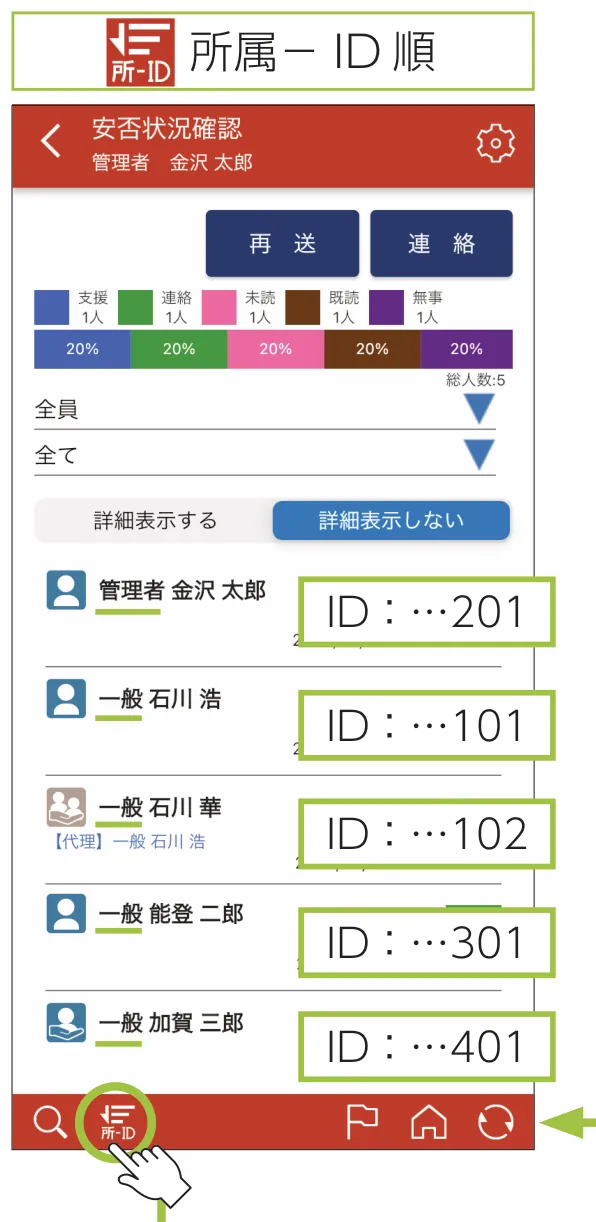 所-ID 所属－ ID 順
安否状況確認
管理者　金沢 太郎
再　送
連　絡
支援 連絡 未読 既読 無事
1人 1人 1人 1人 1人
20% 20% 20% 20% 20%
総人数:5
全員
全て
詳細表示する 詳細表示しない
管理者 金沢 太郎
ID：…201
一般 石川 浩
ID：…101
一般 石川 華
【代理】一般 石川 浩
ID：…102
一般 能登 二郎
ID：…301
一般 加賀 三郎
ID：…401
所-ID